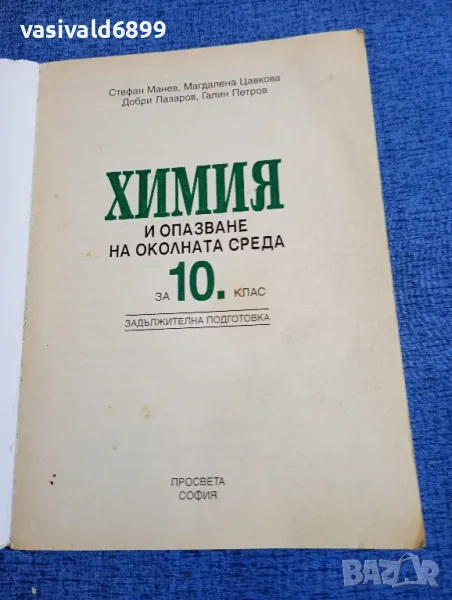 vasivald6899
Стефан Манев, Магдалена Цавкова
Добри Лазаров, Галин Петров
ХИМИЯ
И ОПАЗВАНЕ
НА ОКОЛНАТА СРЕДА
ЗА 10. КЛАС
ЗАДЪЛЖИТЕЛНА ПОДГОТОВКА
ПРОСВЕТА
СОФИЯ
BAZAR